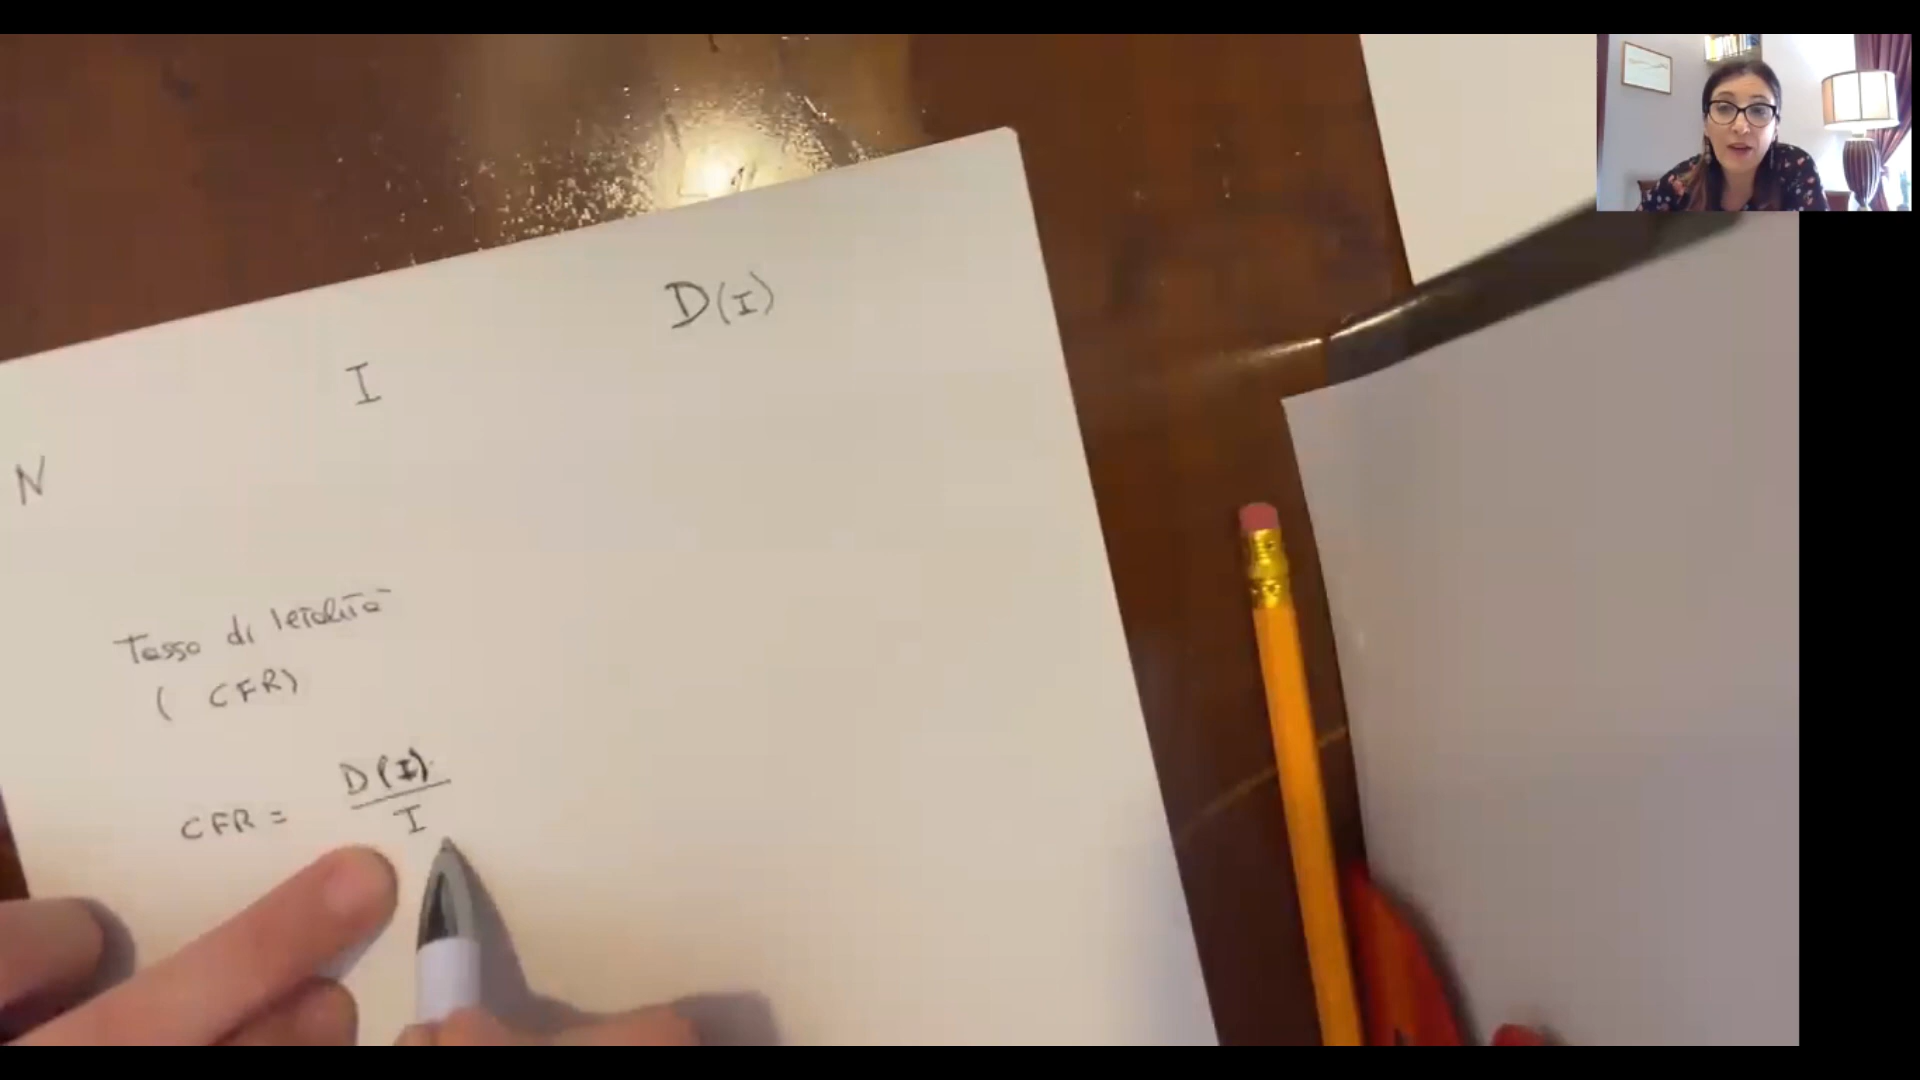 D(I)
I
N
Tasso di letalità
( CFR)
CFR = D(I)
I